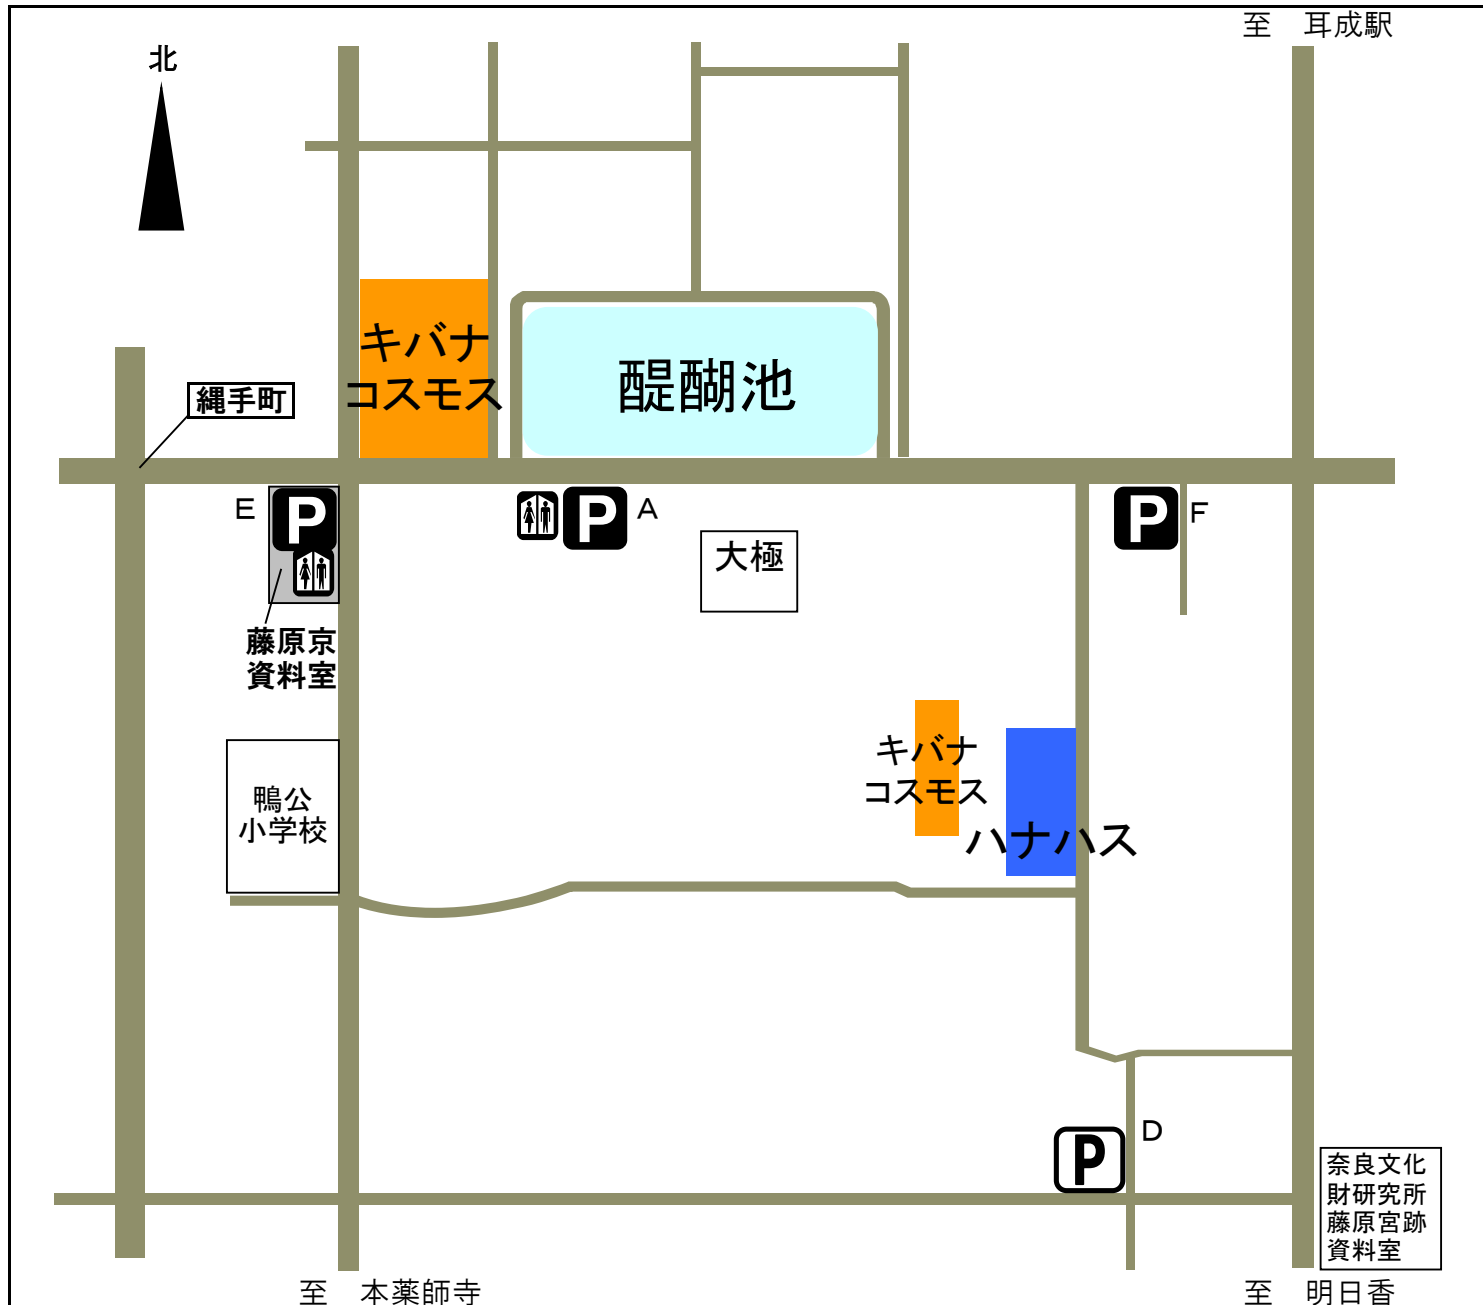 至　耳成駅
北
キバナ
コスモス
醍醐池
縄手町
E
P
P
A
P
F
大極
藤原京
資料室
キバナ
コスモス
ハナハス
鴨公
小学校
P
D
奈良文化
財研究所
藤原宮跡
資料室
至　本薬師寺
至　明日香